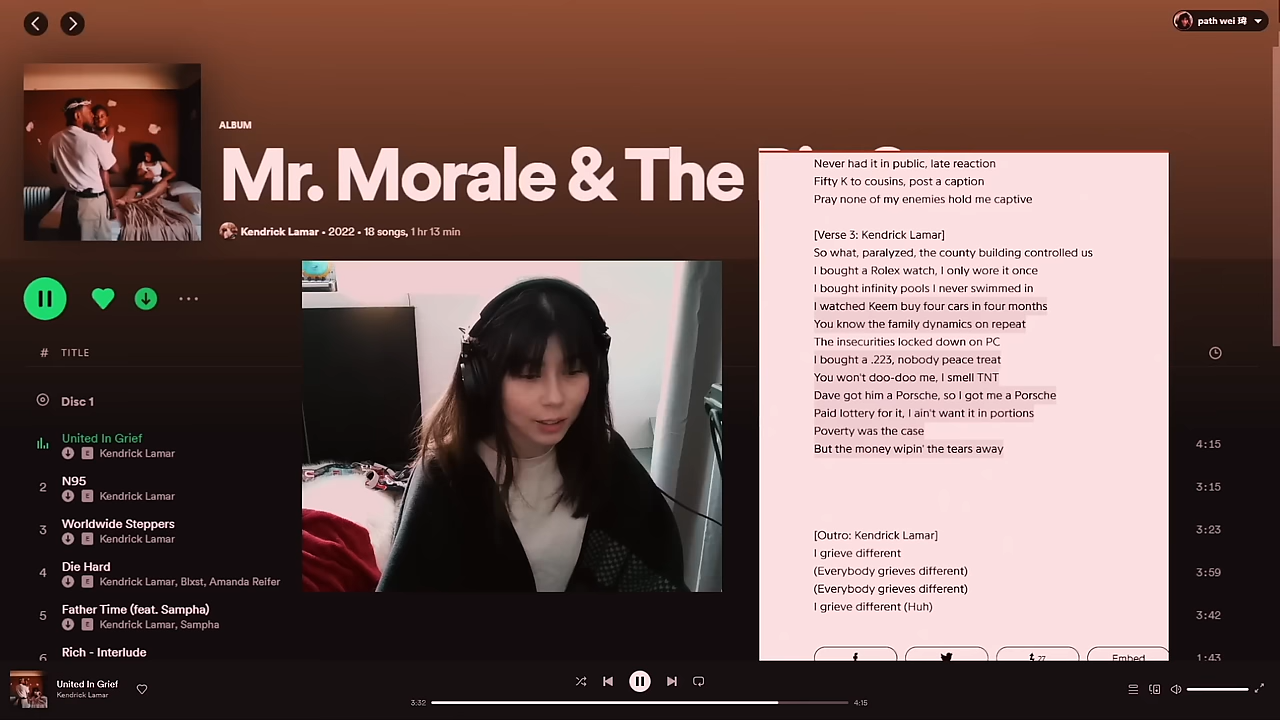 path wei 瑋
ALBUM
Mr. Morale & The
Kendrick Lamar • 2022 • 18 songs, 1 hr 13 min
# TITLE
Disc 1
United In Grief
E Kendrick Lamar
4:15
2 N95
E Kendrick Lamar
3:15
3 Worldwide Steppers
E Kendrick Lamar
3:23
4 Die Hard
E Kendrick Lamar, Blxst, Amanda Reifer
3:59
5 Father Time (feat. Sampha)
E Kendrick Lamar, Sampha
3:42
6 Rich - Interlude
1:43
Never had it in public, late reaction
Fifty K to cousins, post a caption
Pray none of my enemies hold me captive
[Verse 3: Kendrick Lamar]
So what, paralyzed, the county building controlled us
I bought a Rolex watch, I only wore it once
I bought infinity pools I never swimmed in
I watched Keem buy four cars in four months
You know the family dynamics on repeat
The insecurities locked down on PC
I bought a .223, nobody peace treat
You won't doo-doo me, I smell TNT
Dave got him a Porsche, so I got me a Porsche
Paid lottery for it, I ain't want it in portions
Poverty was the case
But the money wipin' the tears away
[Outro: Kendrick Lamar]
I grieve different
(Everybody grieves different)
(Everybody grieves different)
I grieve different (Huh)
27
Embed
United In Grief
Kendrick Lamar
3:32
4:15